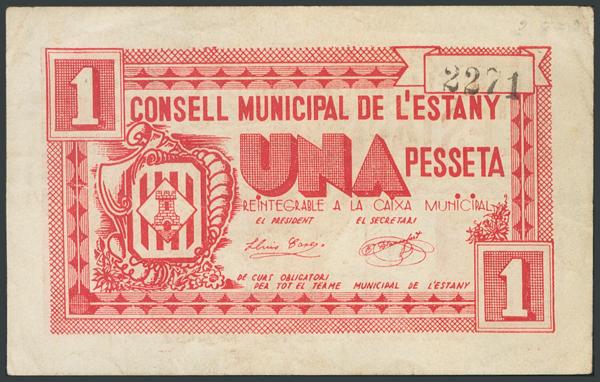 1
2271
CONSELL MUNICIPAL DE L'ESTANY
UNA PESSETA
REINTEGRABLE A LA CAIXA MUNICIPAL
EL PRESIDENT EL SECRETARI
DE CURS OBLIGATORI
PER TOT EL TERME MUNICIPAL DE L'ESTANY
1